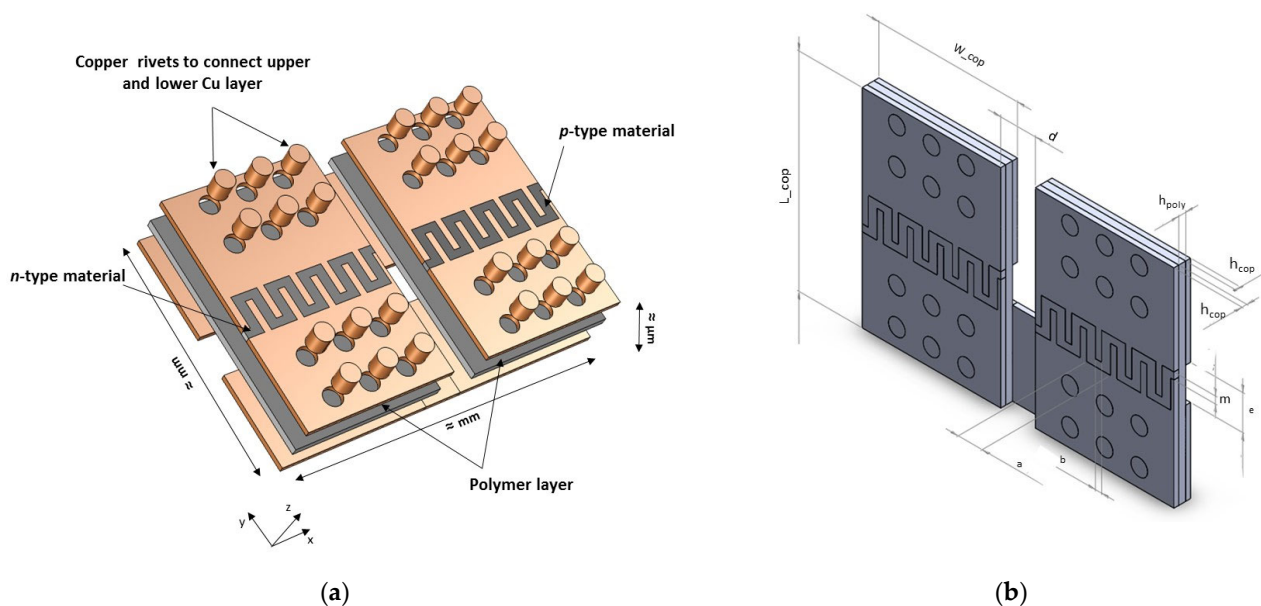 Copper rivets to connect upper
and lower Cu layer
p-type material
n-type material
≈ mm
≈ mm
≈ μm
Polymer layer
y
z
x
(a)
W_cop
d
L_cop
h_poly
h_cop
h_cop
m
e
a
b
(b)